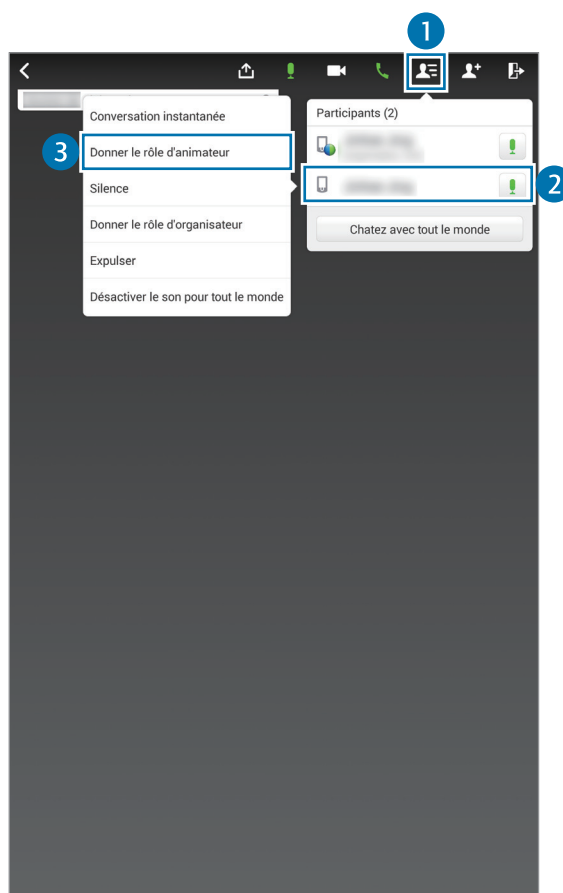 1
Participants (2)
Conversation instantanée
3
Donner le rôle d'animateur
2
Silence
Donner le rôle d'organisateur
Chatez avec tout le monde
Expulser
Désactiver le son pour tout le monde